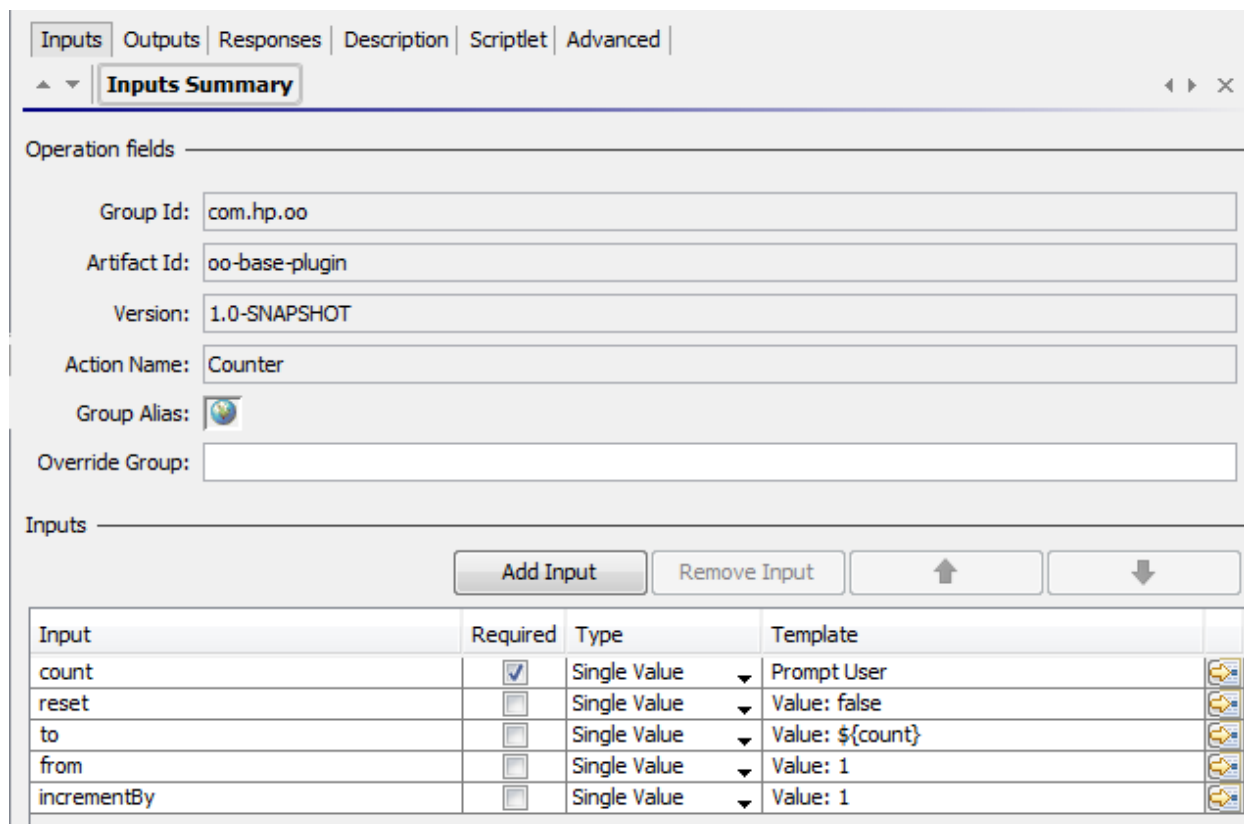 Inputs Outputs Responses Description Scriptlet Advanced
Inputs Summary
Operation fields
Group Id: com.hp.oo
Artifact Id: oo-base-plugin
Version: 1.0-SNAPSHOT
Action Name: Counter
Group Alias:
Override Group:
Inputs
Add Input Remove Input
Input Required Type Template
count Single Value Prompt User
reset Single Value Value: false
to Single Value Value: ${count}
from Single Value Value: 1
incrementBy Single Value Value: 1